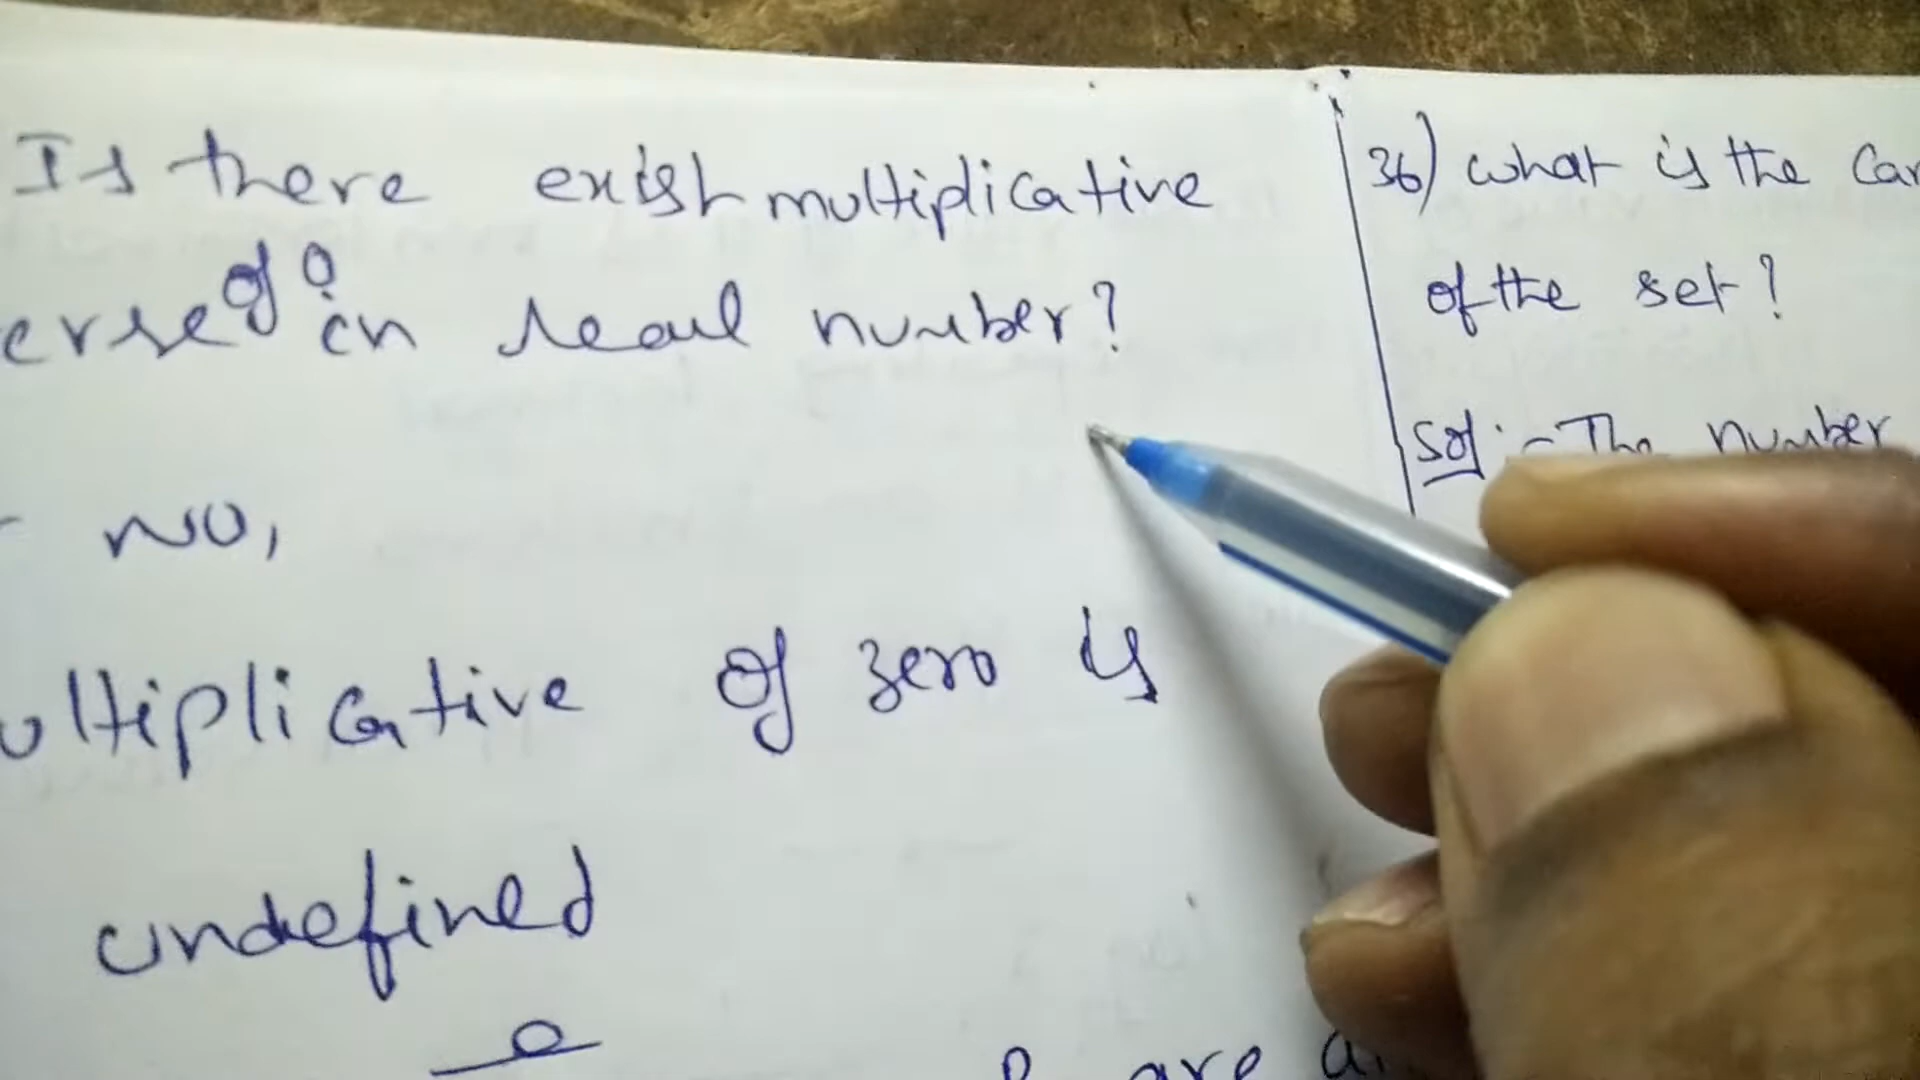 Is there exist multiplicative
erse of 0 in real number?
No,
ultiplicative of zero is
undefined
36) what is the Car
of the set?
Sol:- The number
are